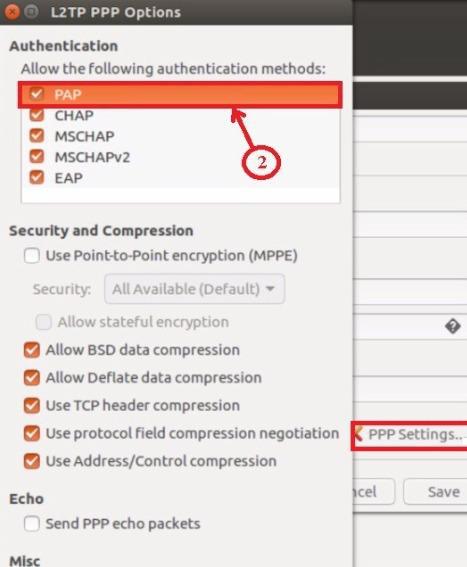 L2TP PPP Options
Authentication
Allow the following authentication methods:
PAP
CHAP
MSCHAP
MSCHAPv2
EAP
2
Security and Compression
Use Point-to-Point encryption (MPPE)
Security: All Available (Default)
Allow stateful encryption
Allow BSD data compression
Allow Deflate data compression
Use TCP header compression
Use protocol field compression negotiation
PPP Settings..
Use Address/Control compression
ncel
Save
Echo
Send PPP echo packets
Misc